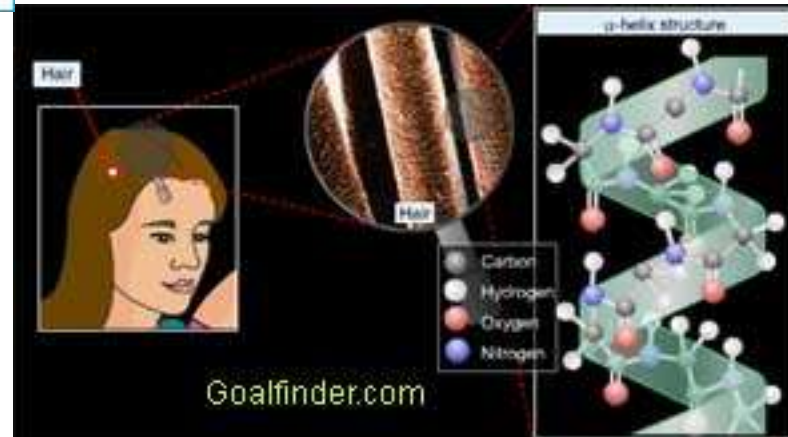 α-helix structure
Hair
Hair
Carbon
Hydrogen
Oxygen
Nitrogen
Goalfinder.com